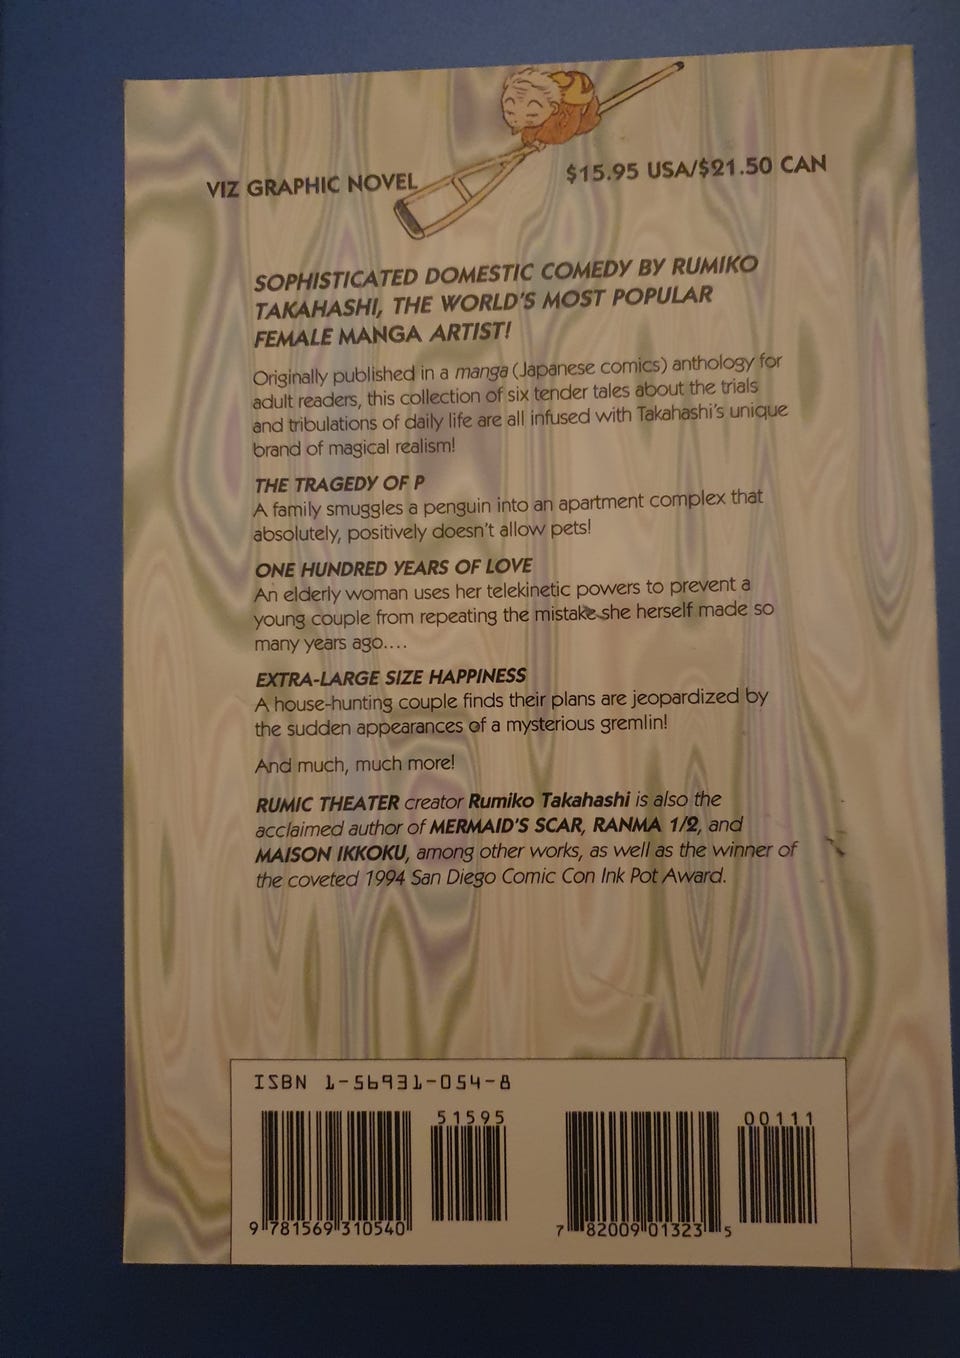 VIZ GRAPHIC NOVEL
$15.95 USA/$21.50 CAN
SOPHISTICATED DOMESTIC COMEDY BY RUMIKO
TAKAHASHI, THE WORLD'S MOST POPULAR
FEMALE MANGA ARTIST!
Originally published in a manga (Japanese comics) anthology for
adult readers, this collection of six tender tales about the trials
and tribulations of daily life are all infused with Takahashi's unique
brand of magical realism!
THE TRAGEDY OF P
A family smuggles a penguin into an apartment complex that
absolutely, positively doesn't allow pets!
ONE HUNDRED YEARS OF LOVE
An elderly woman uses her telekinetic powers to prevent a
young couple from repeating the mistake she herself made so
many years ago....
EXTRA-LARGE SIZE HAPPINESS
A house-hunting couple finds their plans are jeopardized by
the sudden appearances of a mysterious gremlin!
And much, much more!
RUMIC THEATER creator Rumiko Takahashi is also the
acclaimed author of MERMAID'S SCAR, RANMA 1/2, and
MAISON IKKOKU, among other works, as well as the winner of
the coveted 1994 San Diego Comic Con Ink Pot Award.
ISBN 1-56931-054-8
51595
00111
9 781569 310540
7 82009 01323 5